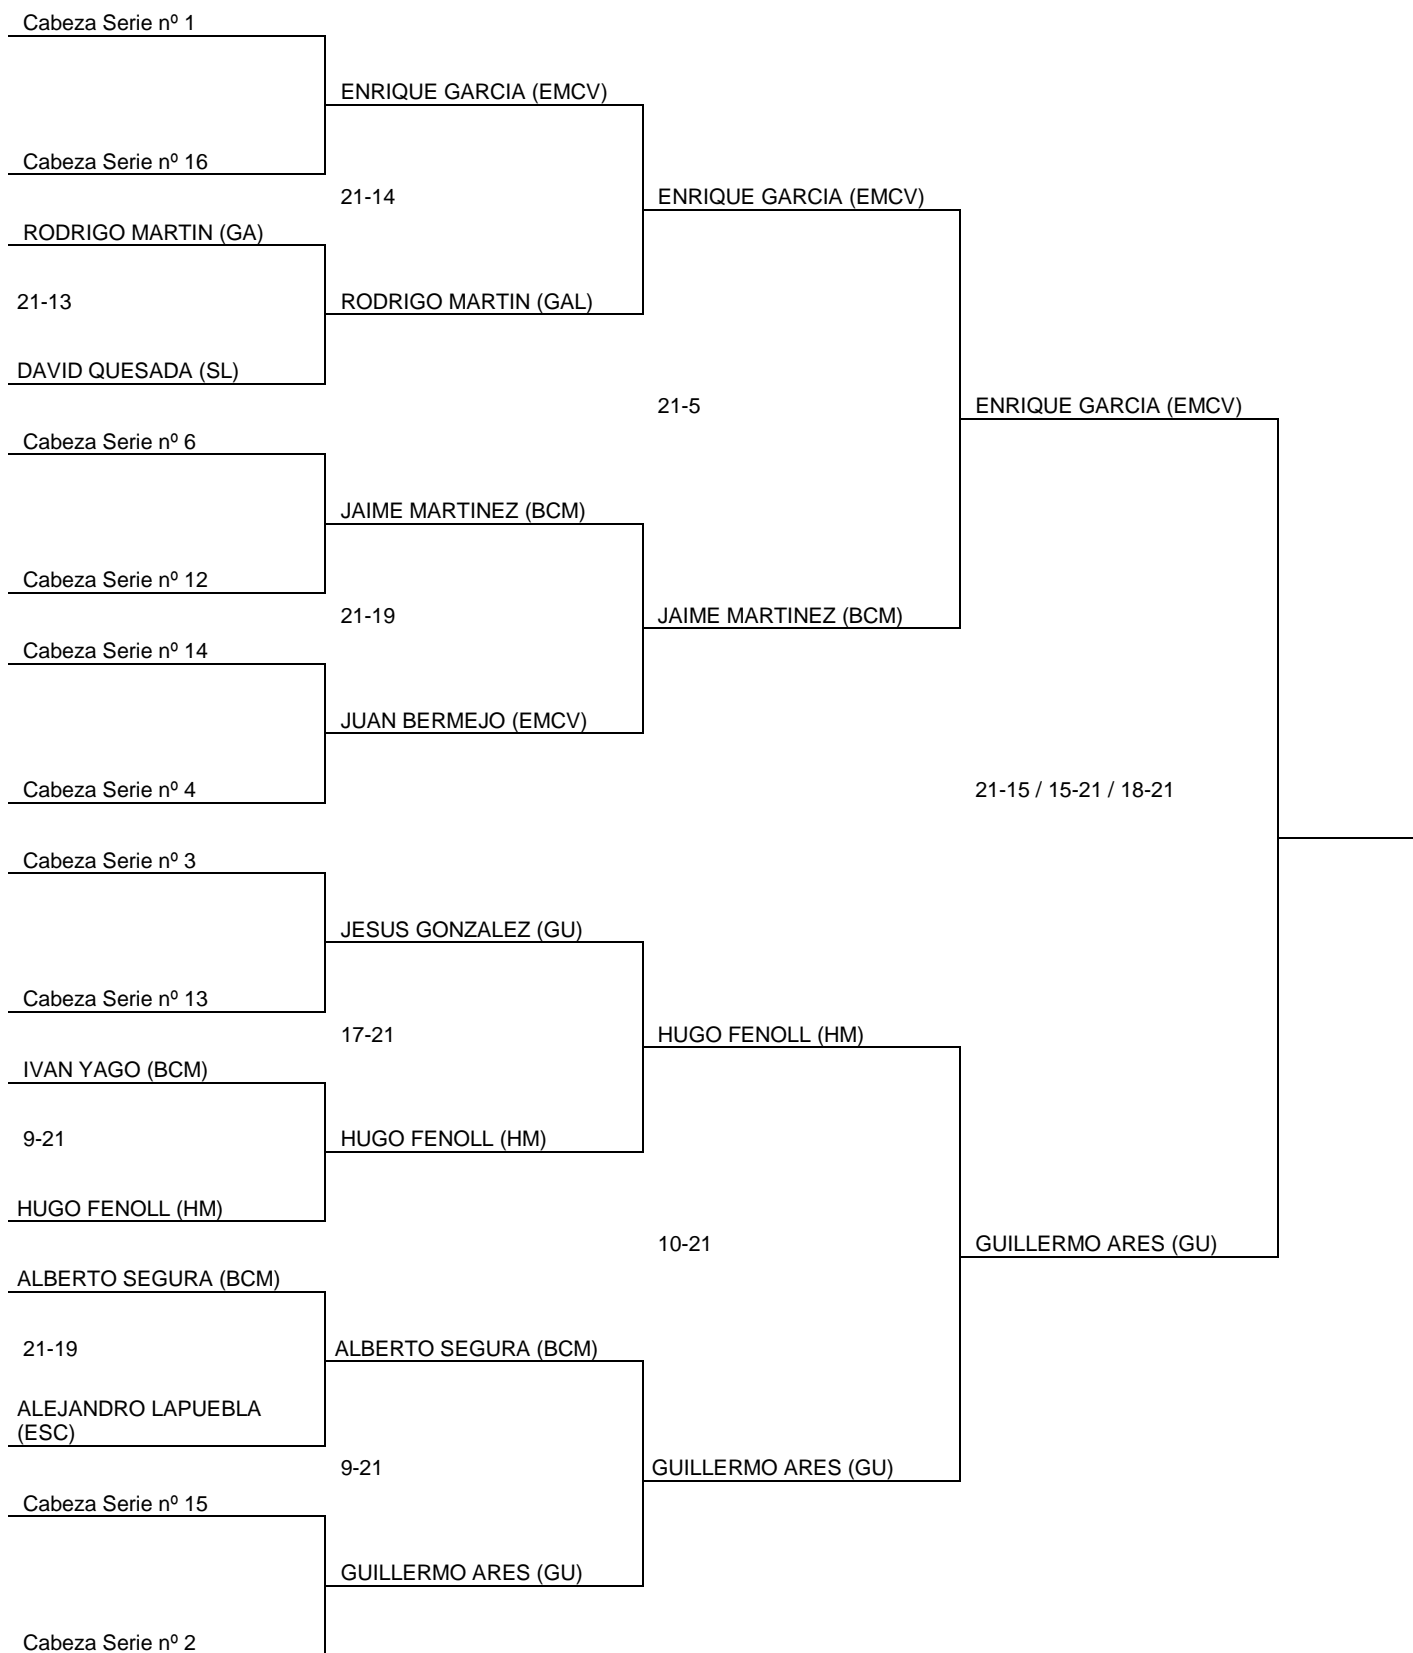 Cabeza Serie nº 1
ENRIQUE GARCIA (EMCV)
Cabeza Serie nº 16
21-14
ENRIQUE GARCIA (EMCV)
RODRIGO MARTIN (GA)
21-13
RODRIGO MARTIN (GAL)
DAVID QUESADA (SL)
21-5
ENRIQUE GARCIA (EMCV)
Cabeza Serie nº 6
JAIME MARTINEZ (BCM)
Cabeza Serie nº 12
21-19
JAIME MARTINEZ (BCM)
Cabeza Serie nº 14
JUAN BERMEJO (EMCV)
Cabeza Serie nº 4
21-15 / 15-21 / 18-21
Cabeza Serie nº 3
JESUS GONZALEZ (GU)
Cabeza Serie nº 13
17-21
HUGO FENOLL (HM)
IVAN YAGO (BCM)
9-21
HUGO FENOLL (HM)
HUGO FENOLL (HM)
10-21
GUILLERMO ARES (GU)
ALBERTO SEGURA (BCM)
21-19
ALBERTO SEGURA (BCM)
ALEJANDRO LAPUEBLA
(ESC)
9-21
GUILLERMO ARES (GU)
Cabeza Serie nº 15
GUILLERMO ARES (GU)
Cabeza Serie nº 2